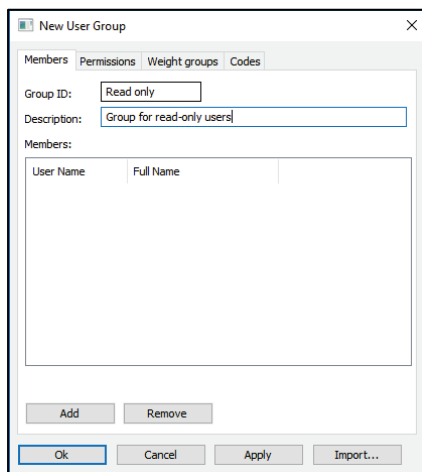 New User Group
Members Permissions Weight groups Codes
Group ID: Read only
Description: Group for read-only users
Members:
User Name Full Name
Add Remove
Ok Cancel Apply Import...